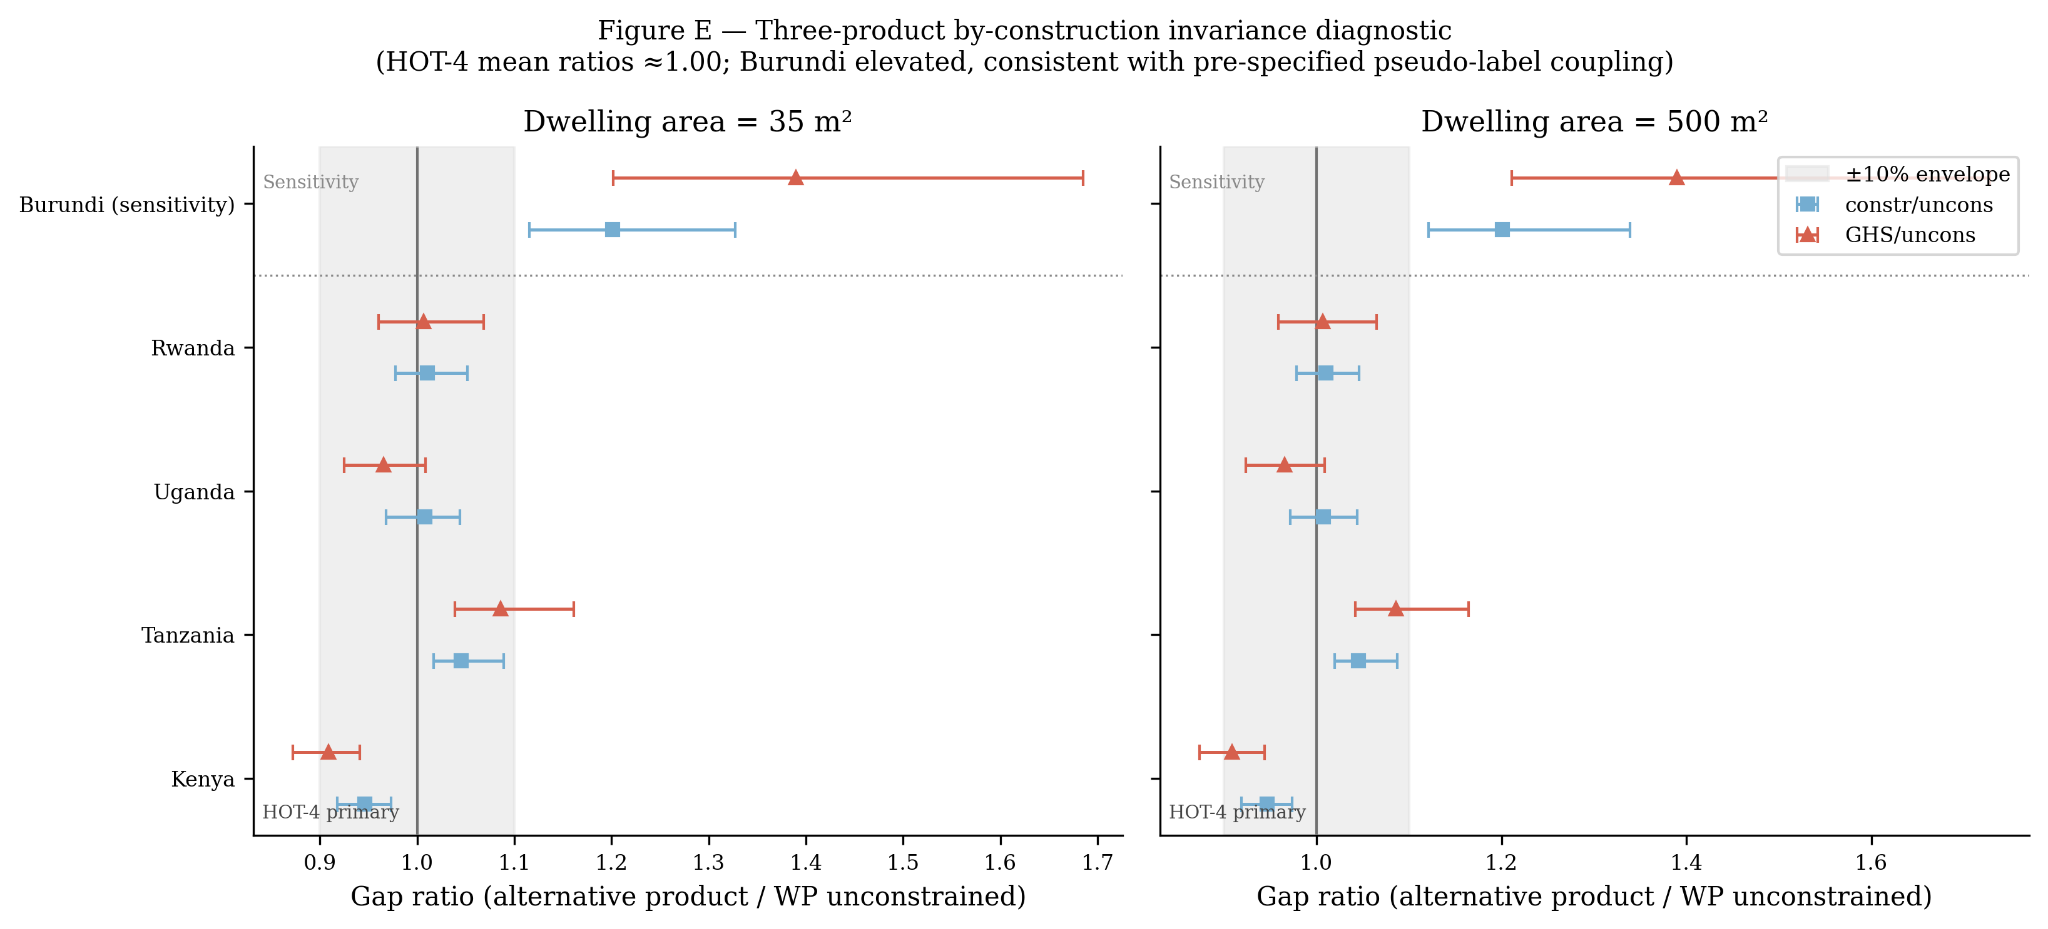 Figure E — Three-product by-construction invariance diagnostic
(HOT-4 mean ratios ≈1.00; Burundi elevated, consistent with pre-specified pseudo-label coupling)
Dwelling area = 35 m²
Sensitivity
Burundi (sensitivity)
Rwanda
Uganda
Tanzania
Kenya
HOT-4 primary
0.9 1.0 1.1 1.2 1.3 1.4 1.5 1.6 1.7
Gap ratio (alternative product / WP unconstrained)
Dwelling area = 500 m²
Sensitivity
±10% envelope
constr/uncons
GHS/uncons
HOT-4 primary
1.0 1.2 1.4 1.6
Gap ratio (alternative product / WP unconstrained)